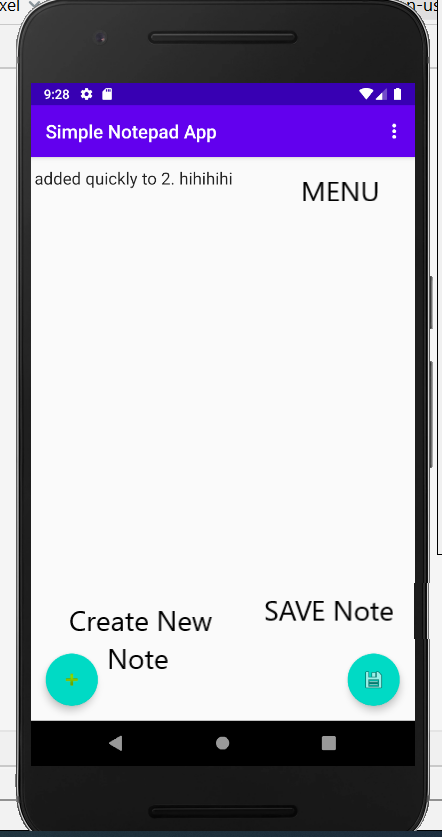 xel
n-us
9:28
Simple Notepad App
added quickly to 2. hihihihi
MENU
SAVE Note
Create New
Note